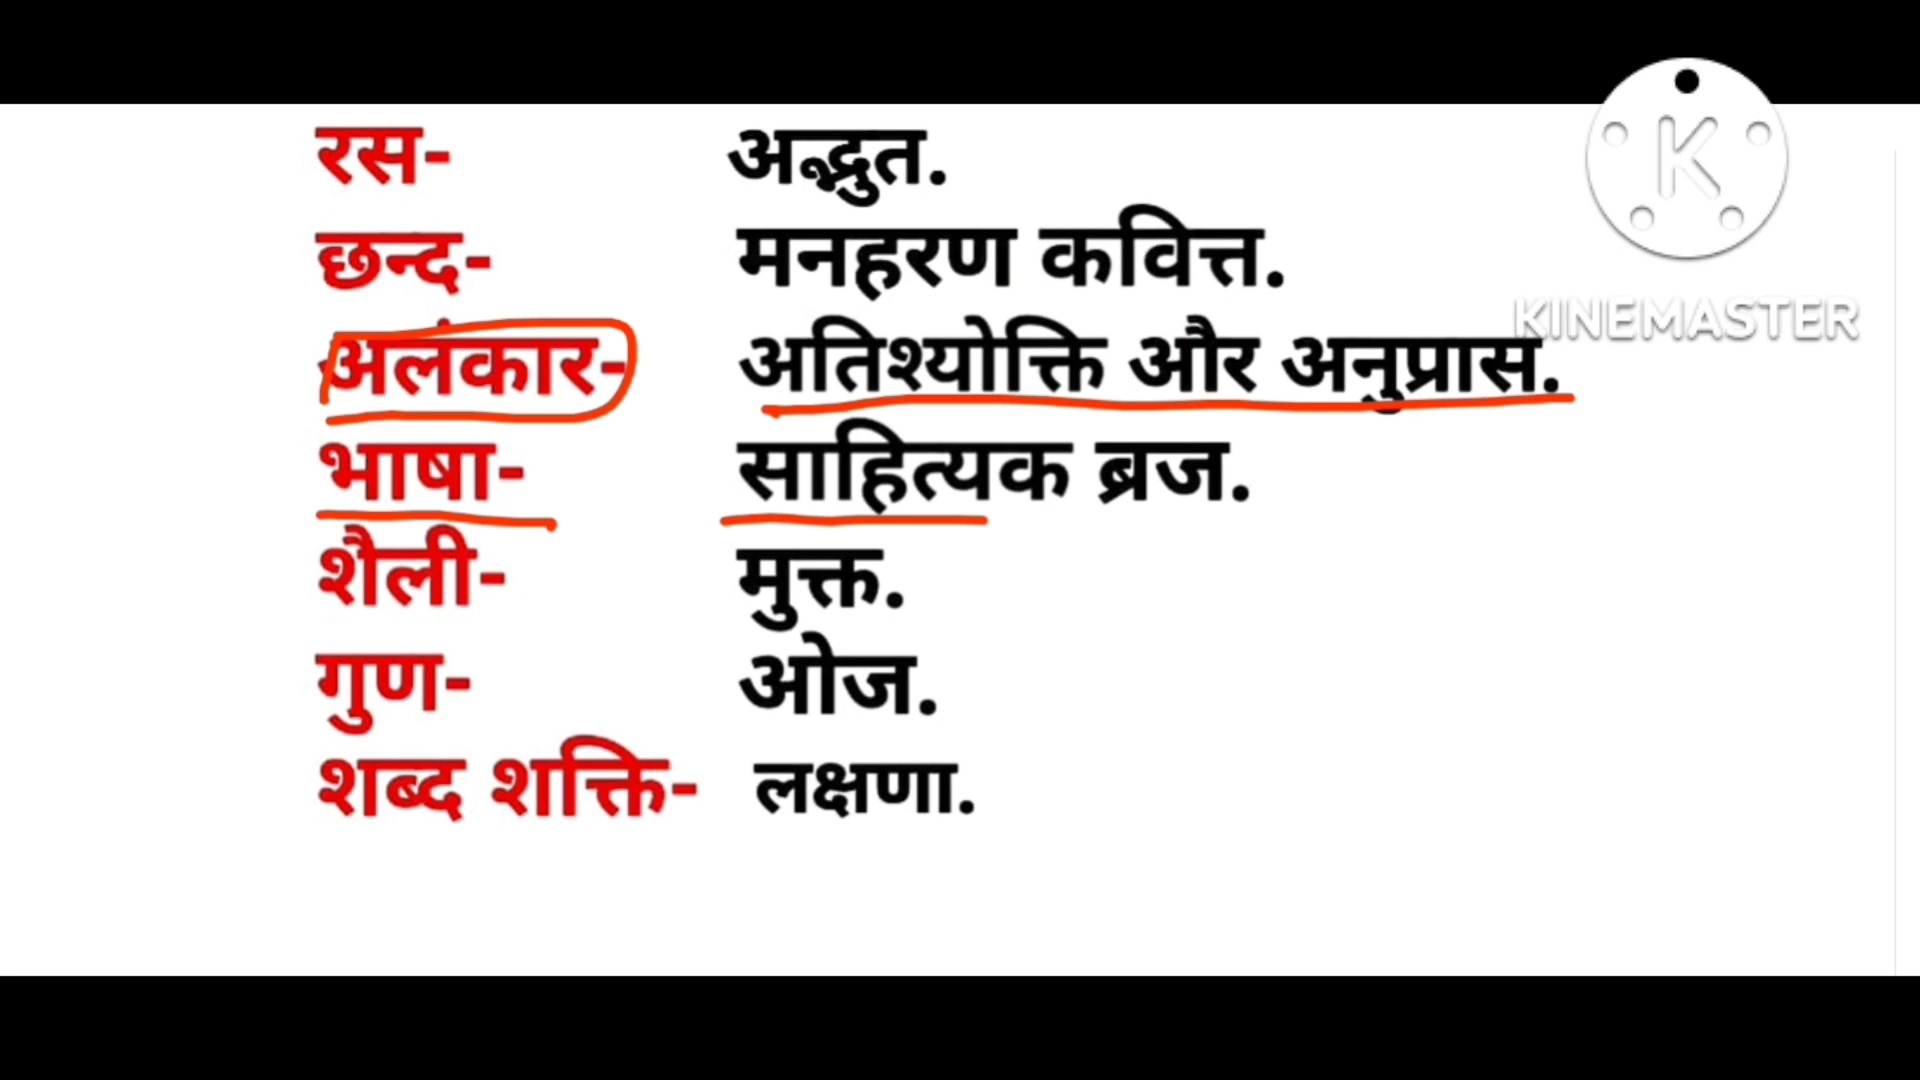 रस- अद्भुत.
छन्द- मनहरण कवित्त.
अलंकार- अतिश्योक्ति और अनुप्रास.
भाषा- साहित्यक ब्रज.
शैली- मुक्त.
गुण- ओज.
शब्द शक्ति- लक्षणा.
K
KINEMASTER